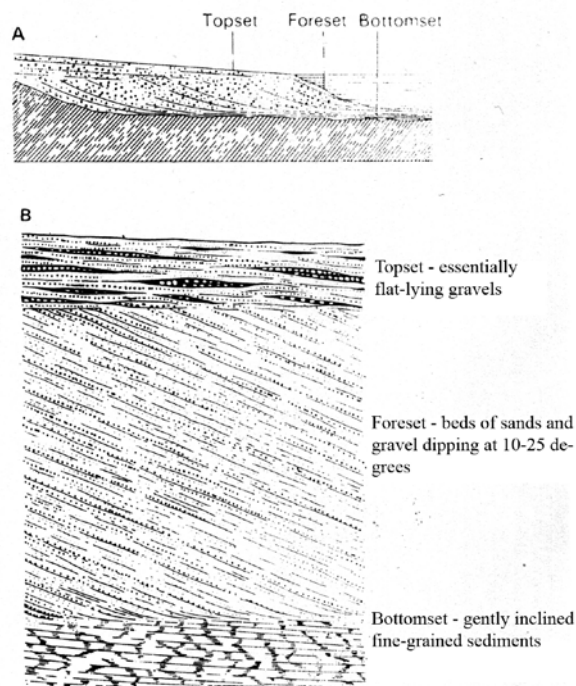 Topset Foreset Bottomset
A
B
Topset - essentially
flat-lying gravels
Foreset - beds of sands and
gravel dipping at 10-25 de-
grees
Bottomset - gently inclined
fine-grained sediments